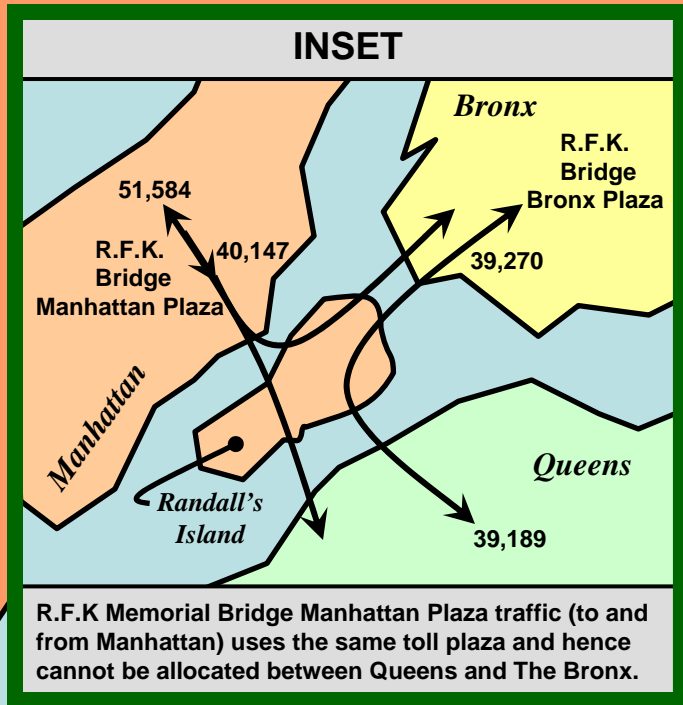 INSET
Bronx
R.F.K.
Bridge
Bronx Plaza
51,584
R.F.K.
Bridge
Manhattan Plaza
40,147
39,270
Manhattan
Queens
Randall's
Island
39,189
R.F.K Memorial Bridge Manhattan Plaza traffic (to and
from Manhattan) uses the same toll plaza and hence
cannot be allocated between Queens and The Bronx.